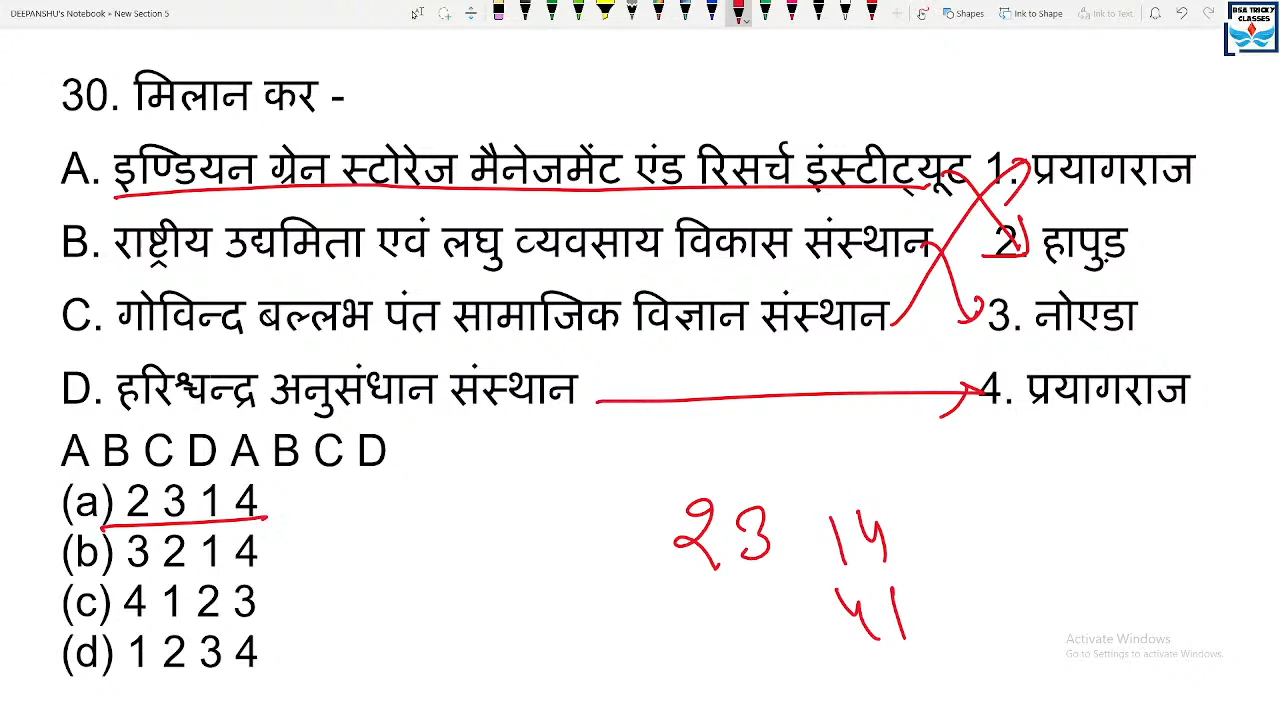 DEEPANSHU's Notebook » New Section 5
Shapes Ink to Shape Ink to Text
BSA TRICKY
CLASSES
30. मिलान कर -
A. इण्डियन ग्रेन स्टोरेज मैनेजमेंट एंड रिसर्च इंस्टीट्यूट 1. प्रयागराज
B. राष्ट्रीय उद्यमिता एवं लघु व्यवसाय विकास संस्थान 2. हापुड़
C. गोविन्द बल्लभ पंत सामाजिक विज्ञान संस्थान 3. नोएडा
D. हरिश्चन्द्र अनुसंधान संस्थान 4. प्रयागराज
A B C D A B C D
(a) 2 3 1 4
(b) 3 2 1 4
(c) 4 1 2 3
(d) 1 2 3 4
2 3 1 4
4 1
Activate Windows
Go to Settings to activate Windows.